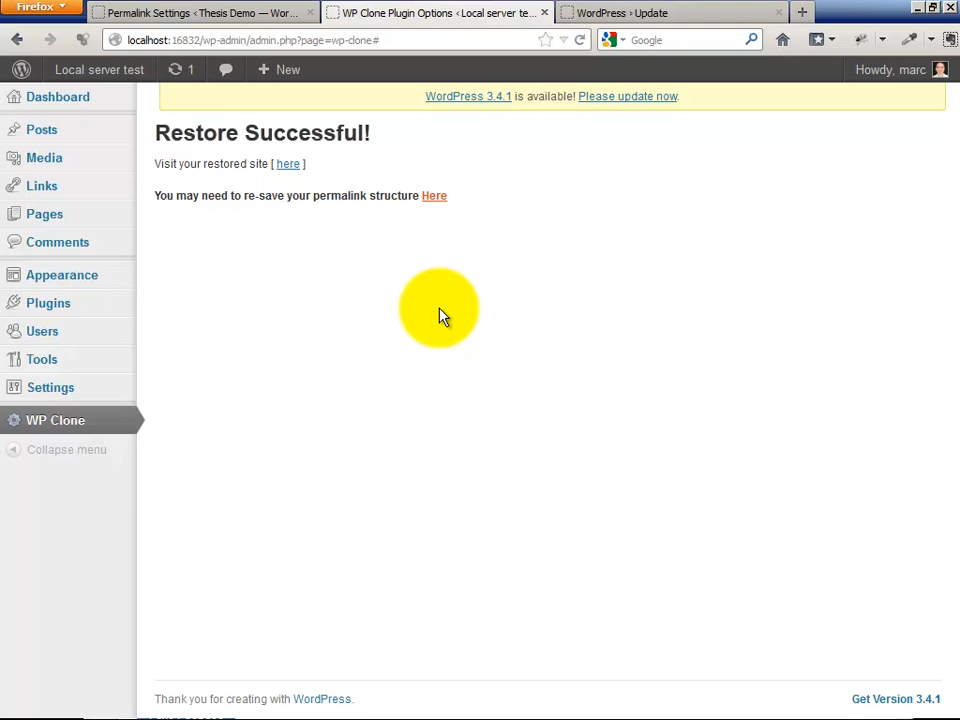 Firefox
Permalink Settings ‹ Thesis Demo — Wor...
WP Clone Plugin Options ‹ Local server te...
WordPress › Update
localhost:16832/wp-admin/admin.php?page=wp-clone#
Google
Local server test
1
New
Howdy, marc
WordPress 3.4.1 is available! Please update now.
Dashboard
Posts
Media
Links
Pages
Comments
Appearance
Plugins
Users
Tools
Settings
WP Clone
Collapse menu
Restore Successful!
Visit your restored site [ here ]
You may need to re-save your permalink structure Here
Thank you for creating with WordPress.
Get Version 3.4.1